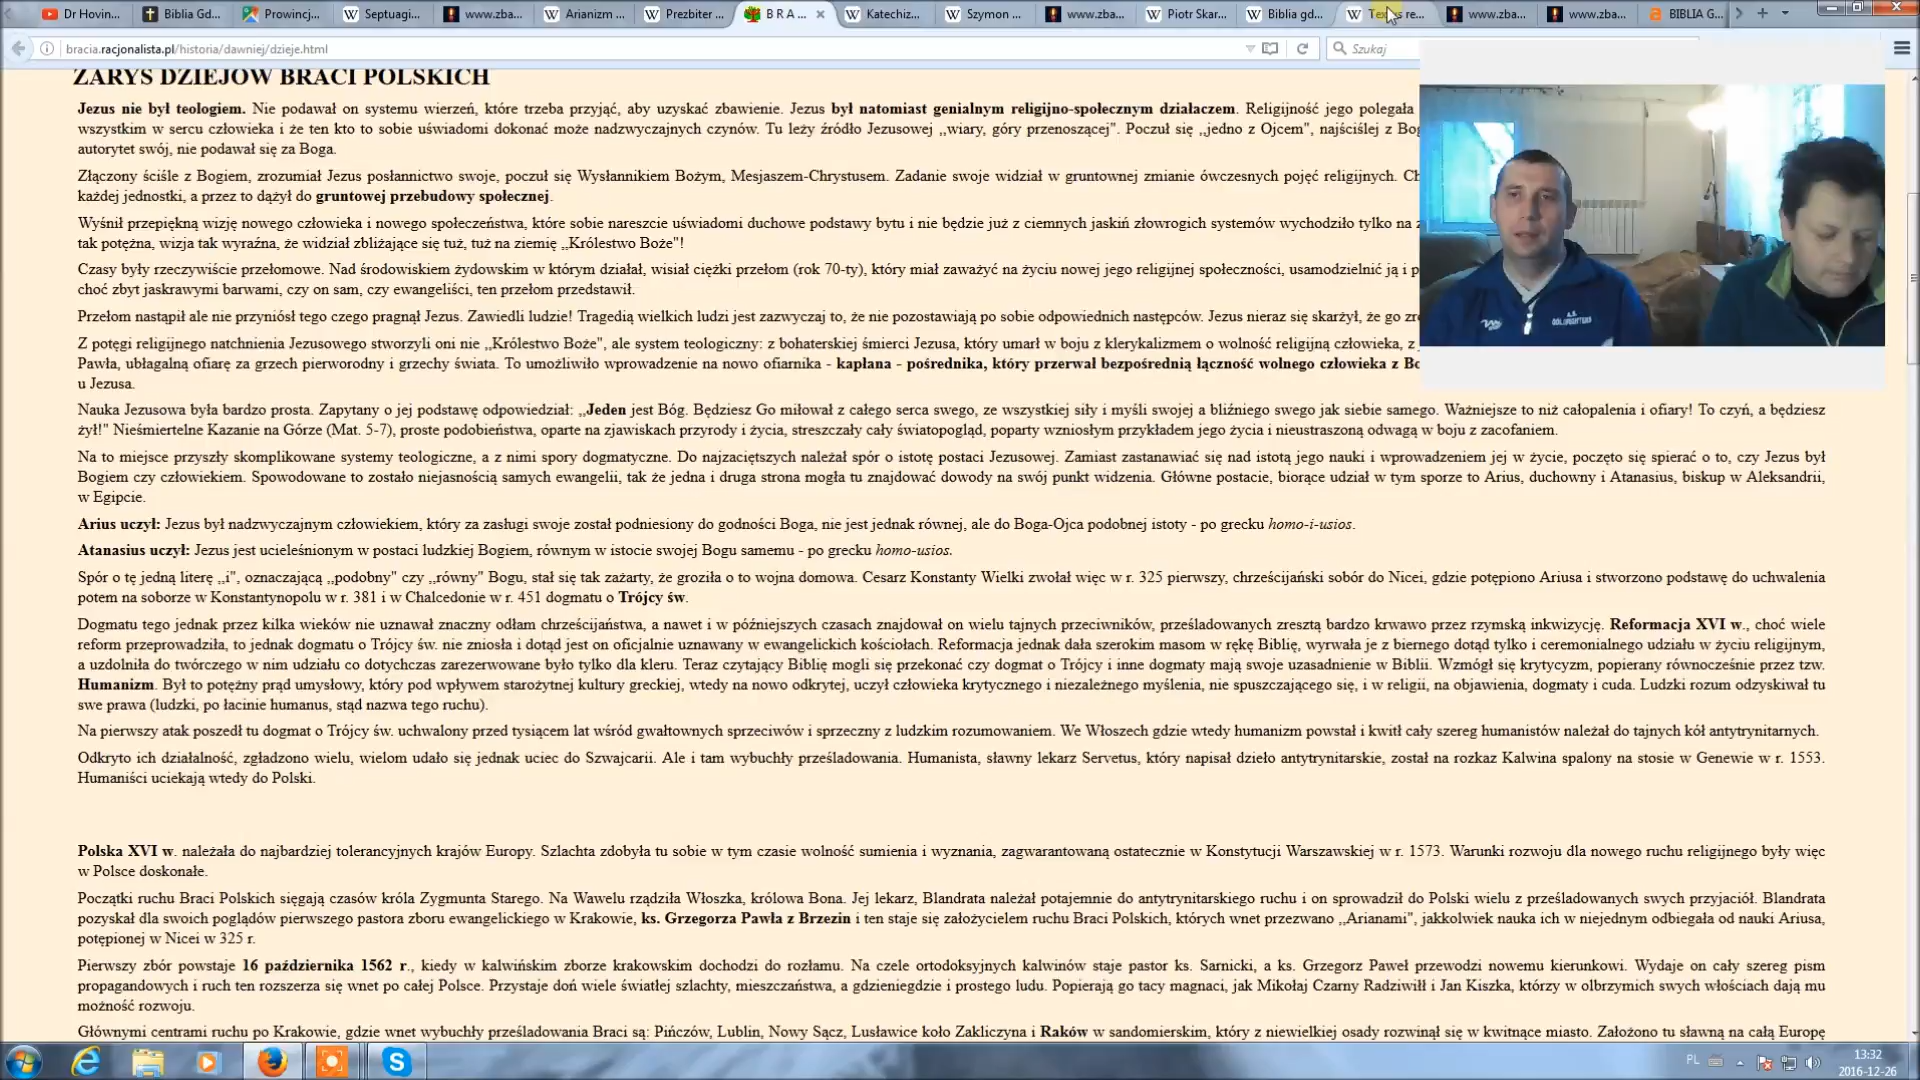 Dr Hovin...
Biblia Gd...
Prowincj...
Septuagi...
www.zba...
Arianizm ...
Prezbiter ...
B R A ...
Katechiz...
Szymon ...
www.zba...
Piotr Skar...
Biblia gd...
www.zba...
www.zba...
BIBLIA G...
bracia.racjonalista.pl/historia/dawniej/dzieje.html
Szukaj
ZARYS DZIEJÓW BRACI POLSKICH
Jezus nie był teologiem. Nie podawał on systemu wierzeń, które trzeba przyjąć, aby uzyskać zbawienie. Jezus był natomiast genialnym religijno-społecznym działaczem. Religijność jego polegała
wszystkim w sercu człowieka i że ten kto to sobie uświadomi dokonać może nadzwyczajnych czynów. Tu leży źródło Jezusowej ,,wiary, góry przenoszącej". Poczuł się ,,jedno z Ojcem", najściślej z
autorytet swój, nie podawał się za Boga.
Złączony ściśle z Bogiem, zrozumiał Jezus posłannictwo swoje, poczuł się Wysłannikiem Bożym, Mesjaszem-Chrystusem. Zadanie swoje widział w gruntownej zmianie ówczesnych pojęć religijnych.
każdej jednostki, a przez to dążył do gruntownej przebudowy społecznej.
Wyśnił przepiękną wizję nowego człowieka i nowego społeczeństwa, które sobie nareszcie uświadomi duchowe podstawy bytu i nie będzie już z ciemnych jaskiń złowrogich systemów wychodziło tylko na
tak potężna, wizja tak wyraźna, że widział zbliżające się tuż, tuż na ziemię ,,Królestwo Boże"!
Czasy były rzeczywiście przełomowe. Nad środowiskiem żydowskim w którym działał, wisiał ciężki przełom (rok 70-ty), który miał zaważyć na życiu nowej jego religijnej społeczności, usamodzielnić ją i
choć zbyt jaskrawymi barwami, czy on sam, czy ewangeliści, ten przełom przedstawił.
Przełom nastąpił ale nie przyniósł tego czego pragnął Jezus. Zawiedli ludzie! Tragedią wielkich ludzi jest zazwyczaj to, że nie pozostawiają po sobie odpowiednich następców. Jezus nieraz się skarżył, że go
Z potęgi religijnego natchnienia Jezusowego stworzyli oni nie ,,Królestwo Boże", ale system teologiczny: z bohaterskiej śmierci Jezusa, który umarł w boju z klerykalizmem o wolność religijną człowieka, z
Pawła, ubłagalną ofiarę za grzech pierworodny i grzechy świata. To umożliwiło wprowadzenie na nowo ofiarnika - kapłana - pośrednika, który przerwał bezpośrednią łączność wolnego człowieka z
u Jezusa.
Nauka Jezusowa była bardzo prosta. Zapytany o jej podstawę odpowiedział: ,,Jeden jest Bóg. Będziesz Go miłował z całego serca swego, ze wszystkiej siły i myśli swojej a bliźniego swego jak siebie samego. Ważniejsze to niż całopalenia i ofiary! To czyń, a będziesz
żył!" Nieśmiertelne Kazanie na Górze (Mat. 5-7), proste podobieństwa, oparte na zjawiskach przyrody i życia, streszczały cały światopogląd, poparty wzniosłym przykładem jego życia i nieustraszoną odwagą w boju z zacofaniem.
Na to miejsce przyszły skomplikowane systemy teologiczne, a z nimi spory dogmatyczne. Do najzaciętszych należał spór o istotę postaci Jezusowej. Zamiast zastanawiać się nad istotą jego nauki i wprowadzeniem jej w życie, poczęto się spierać o to, czy Jezus był
Bogiem czy człowiekiem. Spowodowane to zostało niejasnością samych ewangelii, tak że jedna i druga strona mogła tu znajdować dowody na swój punkt widzenia. Główne postacie, biorące udział w tym sporze to Arius, duchowny i Atanasius, biskup w Aleksandrii,
w Egipcie.
Arius uczył: Jezus był nadzwyczajnym człowiekiem, który za zasługi swoje został podniesiony do godności Boga, nie jest jednak równej, ale do Boga-Ojca podobnej istoty - po grecku homo-i-usios.
Atanasius uczył: Jezus jest ucieleśnionym w postaci ludzkiej Bogiem, równym w istocie swojej Bogu samemu - po grecku homo-usios.
Spór o tę jedną literę ,,i", oznaczającą ,,podobny" czy ,,równy" Bogu, stał się tak zażarty, że groziła o to wojna domowa. Cesarz Konstanty Wielki zwołał więc w r. 325 pierwszy, chrześcijański sobór do Nicei, gdzie potępiono Ariusa i stworzono podstawę do uchwalenia
potem na soborze w Konstantynopolu w r. 381 i w Chalcedonie w r. 451 dogmatu o Trójcy św.
Dogmatu tego jednak przez kilka wieków nie uznawał znaczny odłam chrześcijaństwa, a nawet i w późniejszych czasach znajdował on wielu tajnych przeciwników, prześladowanych zresztą bardzo krwawo przez rzymską inkwizycję. Reformacja XVI w., choć wiele
reform przeprowadziła, to jednak dogmatu o Trójcy św. nie zniosła i dotąd jest on oficjalnie uznawany w ewangelickich kościołach. Reformacja jednak dała szerokim masom w rękę Biblię, wyrwała je z biernego dotąd tylko i ceremonialnego udziału w życiu religijnym,
a uzdolniła do twórczego w nim udziału co dotychczas zarezerwowane było tylko dla kleru. Teraz czytający Biblię mogli się przekonać czy dogmat o Trójcy i inne dogmaty mają swoje uzasadnienie w Biblii. Wzmógł się krytycyzm, popierany równocześnie przez tzw.
Humanizm. Był to potężny prąd umysłowy, który pod wpływem starożytnej kultury greckiej, wtedy na nowo odkrytej, uczył człowieka krytycznego i niezależnego myślenia, nie spuszczającego się, i w religii, na objawienia, dogmaty i cuda. Ludzki rozum odzyskiwał tu
swe prawa (ludzki, po łacinie humanus, stąd nazwa tego ruchu).
Na pierwszy atak poszedł tu dogmat o Trójcy św. uchwalony przed tysiącem lat wśród gwałtownych sprzeciwów i sprzeczny z ludzkim rozumowaniem. We Włoszech gdzie wtedy humanizm powstał i kwitł cały szereg humanistów należał do tajnych kół antytrynitarnych.
Odkryto ich działalność, zgładzono wielu, wielom udało się jednak uciec do Szwajcarii. Ale i tam wybuchły prześladowania. Humanista, sławny lekarz Servetus, który napisał dzieło antytrynitarskie, został na rozkaz Kalwina spalony na stosie w Genewie w r. 1553.
Humaniści uciekają wtedy do Polski.
Polska XVI w. należała do najbardziej tolerancyjnych krajów Europy. Szlachta zdobyła tu sobie w tym czasie wolność sumienia i wyznania, zagwarantowaną ostatecznie w Konstytucji Warszawskiej w r. 1573. Warunki rozwoju dla nowego ruchu religijnego były więc
w Polsce doskonałe.
Początki ruchu Braci Polskich sięgają czasów króla Zygmunta Starego. Na Wawelu rządziła Włoszka, królowa Bona. Jej lekarz, Blandrata należał potajemnie do antytrynitarskiego ruchu i on sprowadził do Polski wielu z prześladowanych swych przyjaciół. Blandrata
pozyskał dla swoich poglądów pierwszego pastora zboru ewangelickiego w Krakowie, ks. Grzegorza Pawła z Brzezin i ten staje się założycielem ruchu Braci Polskich, których wnet przezwano ,,Arianami", jakkolwiek nauka ich w niejednym odbiegała od nauki Ariusa,
potępionej w Nicei w 325 r.
Pierwszy zbór powstaje 16 października 1562 r., kiedy w kalwińskim zborze krakowskim dochodzi do rozłamu. Na czele ortodoksyjnych kalwinów staje pastor ks. Sarnicki, a ks. Grzegorz Paweł przewodzi nowemu kierunkowi. Wydaje on cały szereg pism
propagandowych i ruch ten rozszerza się wnet po całej Polsce. Przystaje doń wiele światłej szlachty, mieszczaństwa, a gdzieniegdzie i prostego ludu. Popierają go tacy magnaci, jak Mikołaj Czarny Radziwiłł i Jan Kiszka, którzy w olbrzymich swych włościach dają mu
możność rozwoju.
Głównymi centrami ruchu po Krakowie, gdzie wnet wybuchły prześladowania Braci są: Pińczów, Lublin, Nowy Sącz, Lusławice koło Zakliczyna i Raków w sandomierskim, który z niewielkiej osady rozwinął się w kwitnące miasto. Założono tu sławną na całą Europę
PL
13:32
2016-12-26